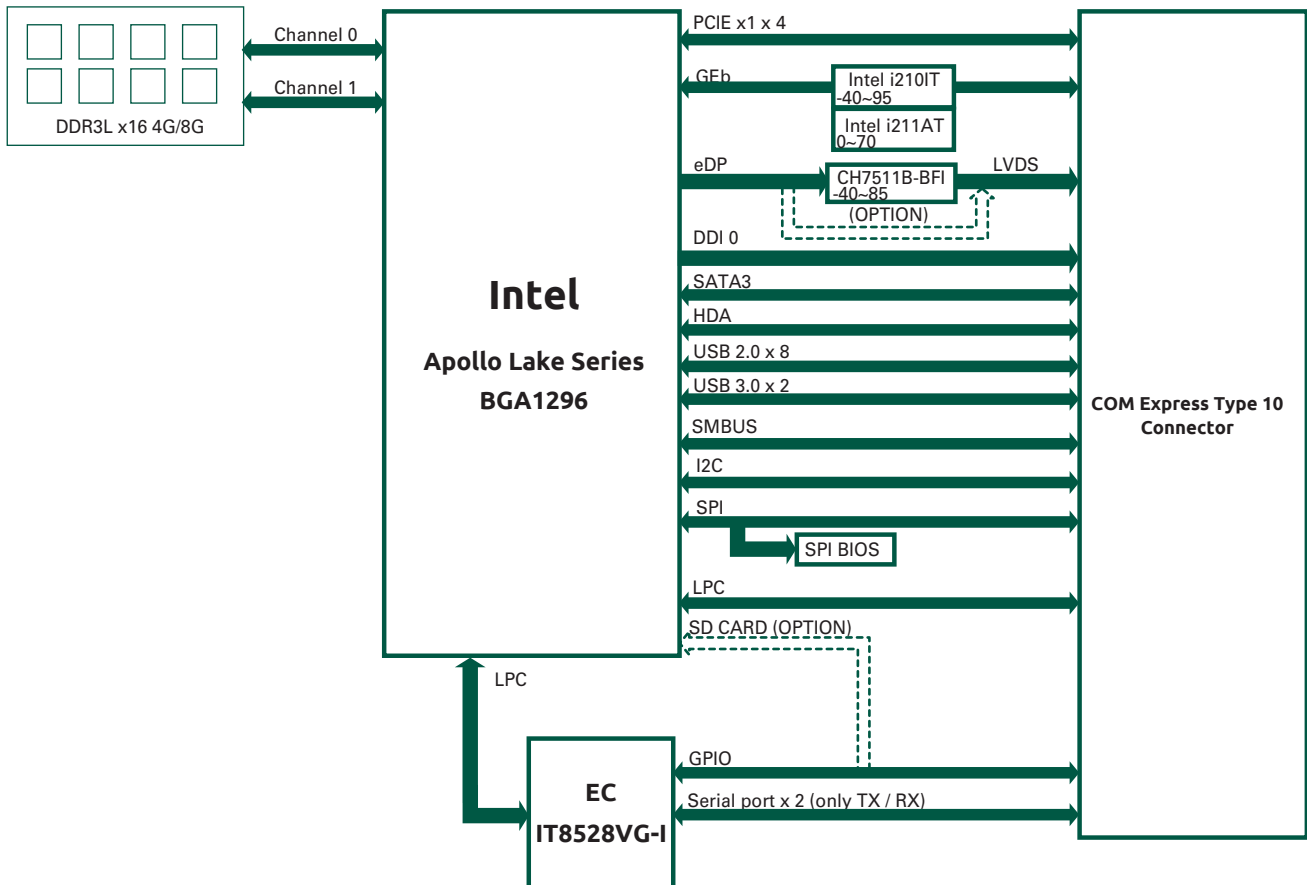 Channel 0
Channel 1
DDR3L x16 4G/8G
Intel
Apollo Lake Series
BGA1296
PCIE x1 x 4
GEb
Intel i210IT
-40~95
Intel i211AT
0~70
eDP
CH7511B-BFI
-40~85
LVDS
(OPTION)
DDI 0
SATA3
HDA
USB 2.0 x 8
USB 3.0 x 2
SMBUS
I2C
SPI
SPI BIOS
LPC
SD CARD (OPTION)
COM Express Type 10
Connector
LPC
EC
IT8528VG-I
GPIO
Serial port x 2 (only TX / RX)